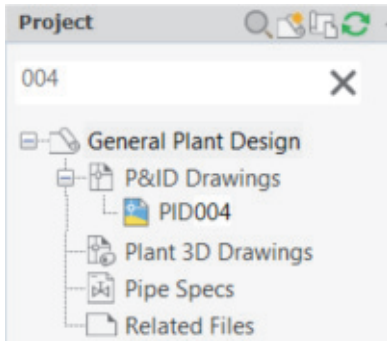 Project
004
General Plant Design
P&ID Drawings
PID004
Plant 3D Drawings
Pipe Specs
Related Files